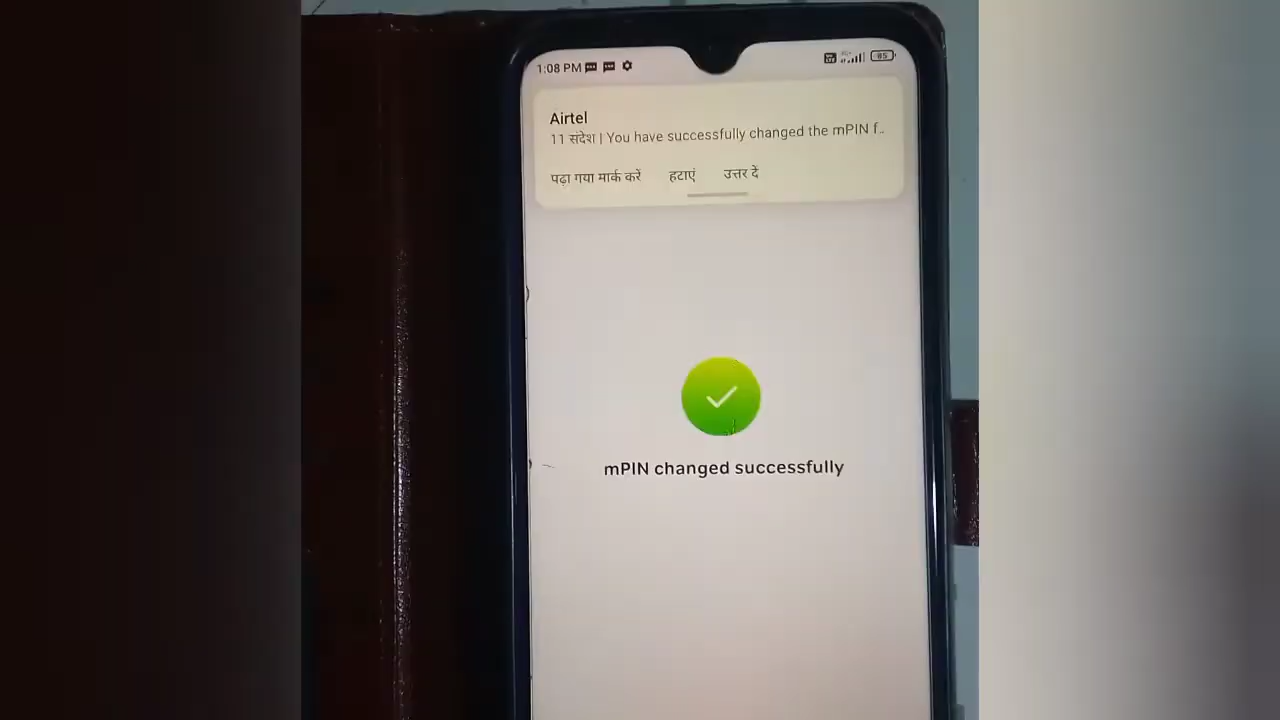 1:08 PM 85
Airtel
11 संदेश | You have successfully changed the mPIN f..
पढ़ा गया मार्क करें हटाएं उत्तर दें
mPIN changed successfully